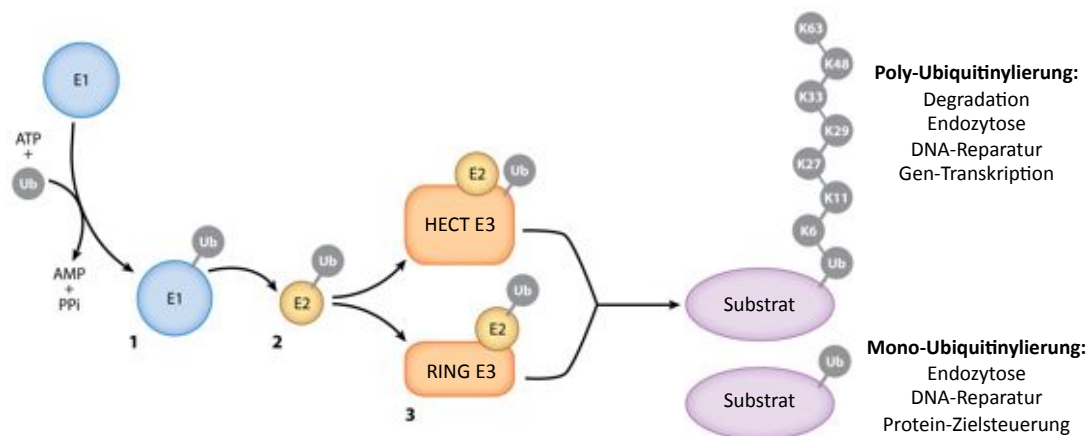 E1
ATP
+
Ub
AMP
+
PPi
Ub
E1
1
Ub
E2
2
E2
Ub
HECT E3
Ub
E2
RING E3
3
K63
K48
K33
K29
K27
K11
K6
Ub
Substrat
Poly-Ubiquitinylierung:
Degradation
Endozytose
DNA-Reparatur
Gen-Transkription
Ub
Substrat
Mono-Ubiquitinylierung:
Endozytose
DNA-Reparatur
Protein-Zielsteuerung